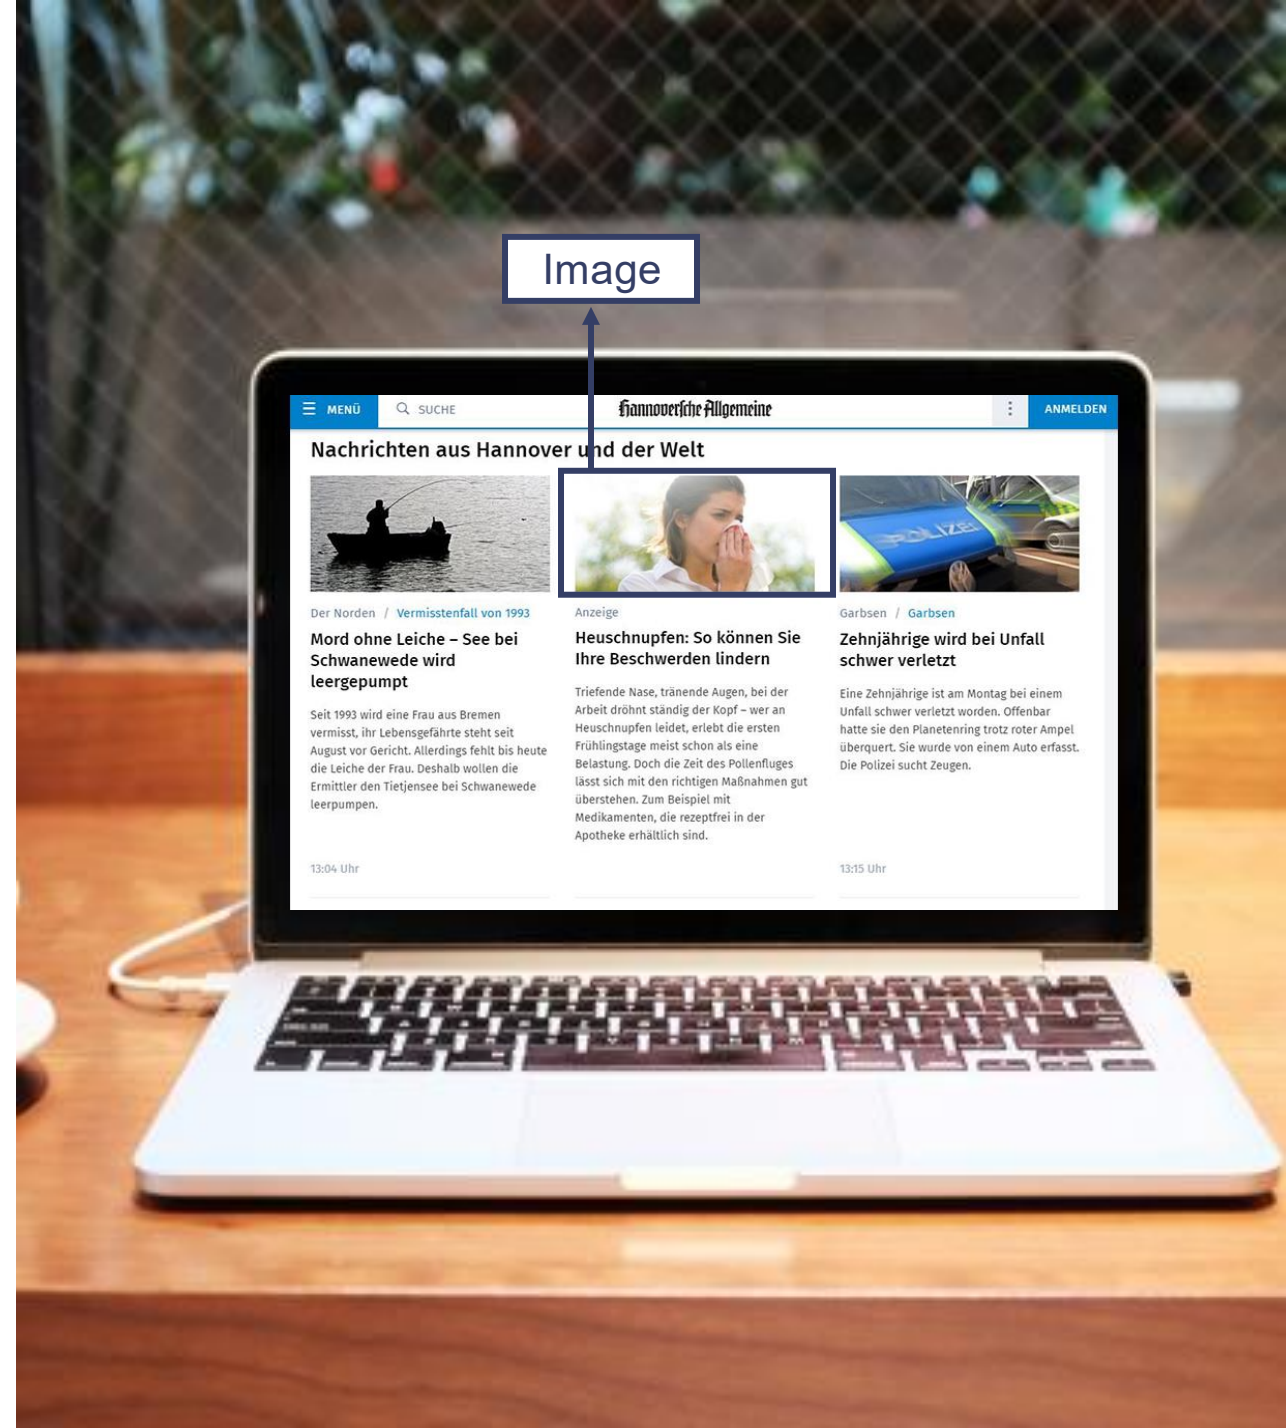 Image
MENÜ
SUCHE
Hannoversche Allgemeine
ANMELDEN
Nachrichten aus Hannover und der Welt
POLIZEI
Der Norden / Vermisstenfall von 1993
Mord ohne Leiche – See bei
Schwanewede wird
leergepumpt
Seit 1993 wird eine Frau aus Bremen
vermisst, ihr Lebensgefährte steht seit
August vor Gericht. Allerdings fehlt bis heute
die Leiche der Frau. Deshalb wollen die
Ermittler den Tietjensee bei Schwanewede
leerpumpen.
13:04 Uhr
Anzeige
Heuschnupfen: So können Sie
Ihre Beschwerden lindern
Triefende Nase, tränende Augen, bei der
Arbeit dröhnt ständig der Kopf – wer an
Heuschnupfen leidet, erlebt die ersten
Frühlingstage meist schon als eine
Belastung. Doch die Zeit des Pollenfluges
lässt sich mit den richtigen Maßnahmen gut
überstehen. Zum Beispiel mit
Medikamenten, die rezeptfrei in der
Apotheke erhältlich sind.
Garbsen / Garbsen
Zehnjährige wird bei Unfall
schwer verletzt
Eine Zehnjährige ist am Montag bei einem
Unfall schwer verletzt worden. Offenbar
hatte sie den Planetenring trotz roter Ampel
überquert. Sie wurde von einem Auto erfasst.
Die Polizei sucht Zeugen.
13:15 Uhr